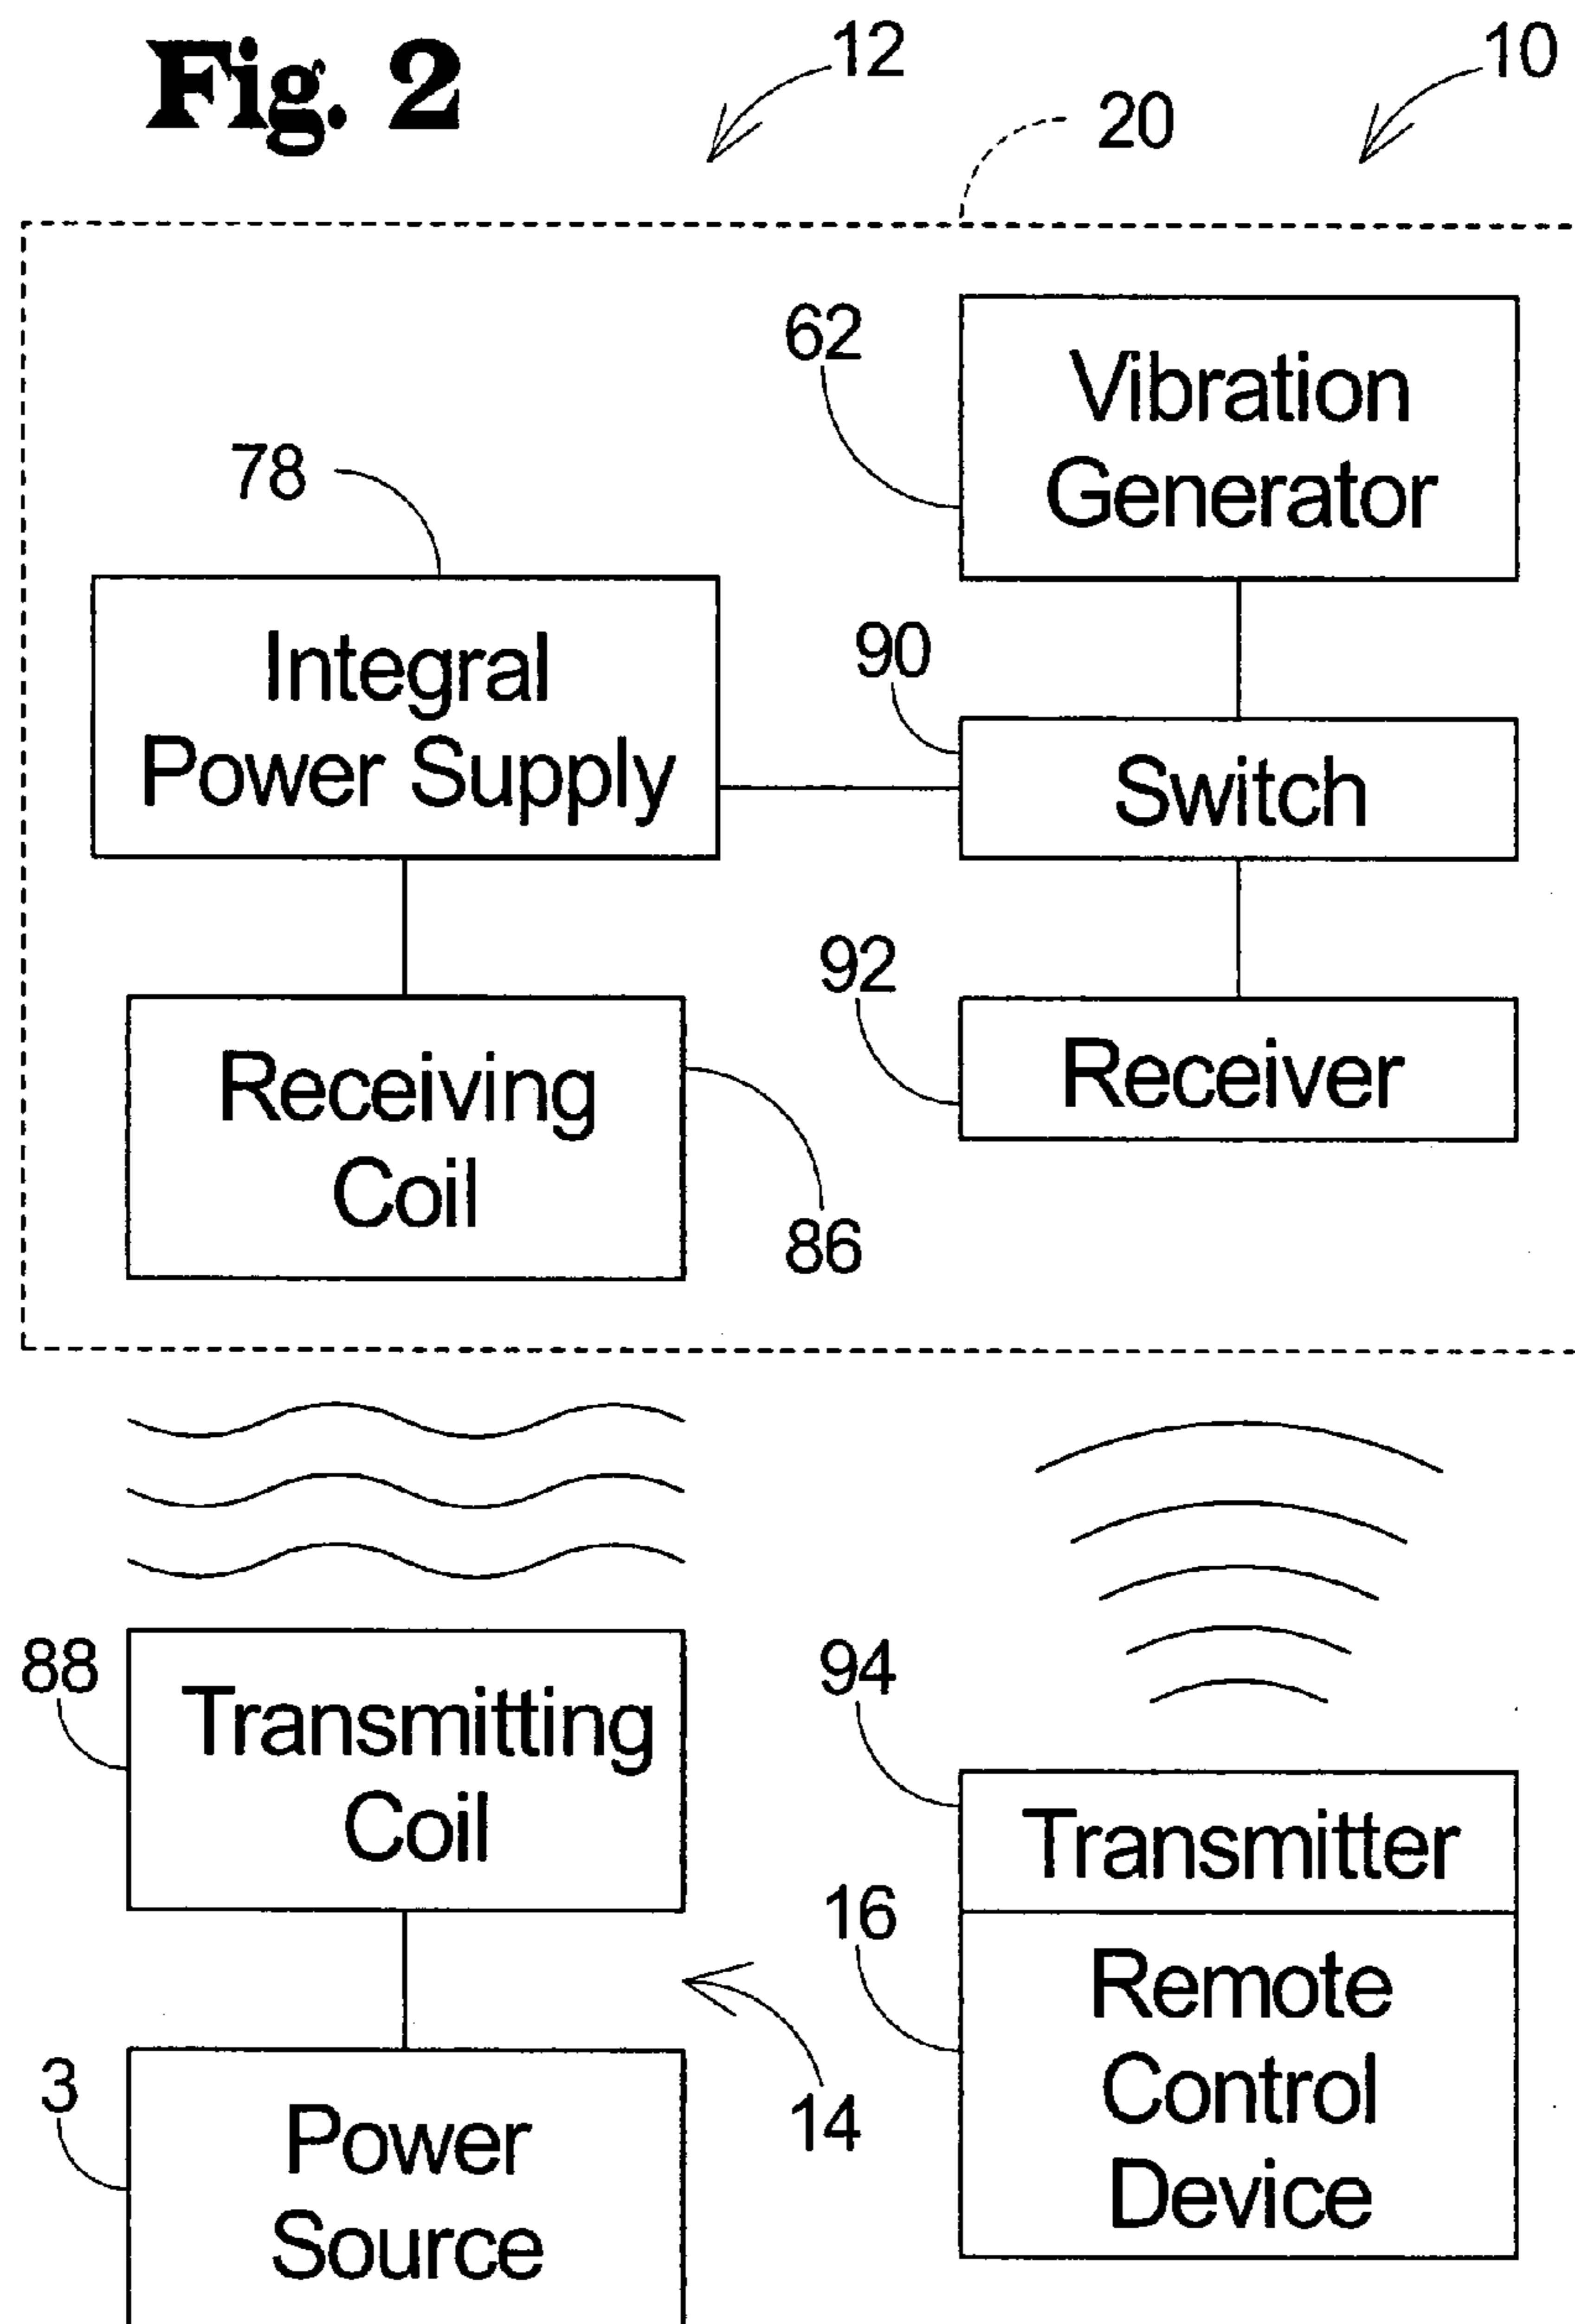 Fig. 2
12
10
20
62
Vibration
Generator
78
Integral
Power Supply
90
Switch
92
Receiver
Receiving
Coil
86
88
Transmitting
Coil
94
Transmitter
16
Remote
Control
Device
14
3
Power
Source